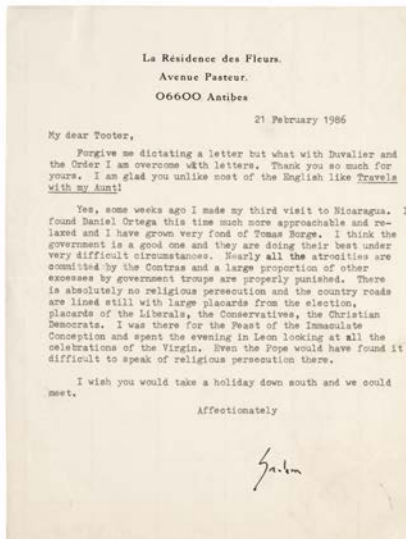 La Résidence des Fleurs.
Avenue Pasteur.
06600 Antibes
21 February 1986
My dear Tooter,
Forgive me dictating a letter but what with Duvalier and
the Order I am overcome with letters. Thank you so much for
yours. I am glad you unlike most of the English like Travels
with my Aunt!
Yes, some weeks ago I made my third visit to Nicaragua. I
found Daniel Ortega this time much more approachable and re-
laxed and I have grown very fond of Tomas Borge. I think the
government is a good one and they are doing their best under
very difficult circumstances. Nearly all the atrocities are
committed by the Contras and a large proportion of other
excesses by government troups are properly punished. There
is absolutely no religious persecution and the country roads
are lined still with large placards from the election,
placards of the Liberals, the Conservatives, the Christian
Democrats. I was there for the Feast of the Immaculate
Conception and spent the evening in Leon looking at all the
celebrations of the Virgin. Even the Pope would have found it
difficult to speak of religious persecution there.
I wish you would take a holiday down south and we could
meet.
Affectionately